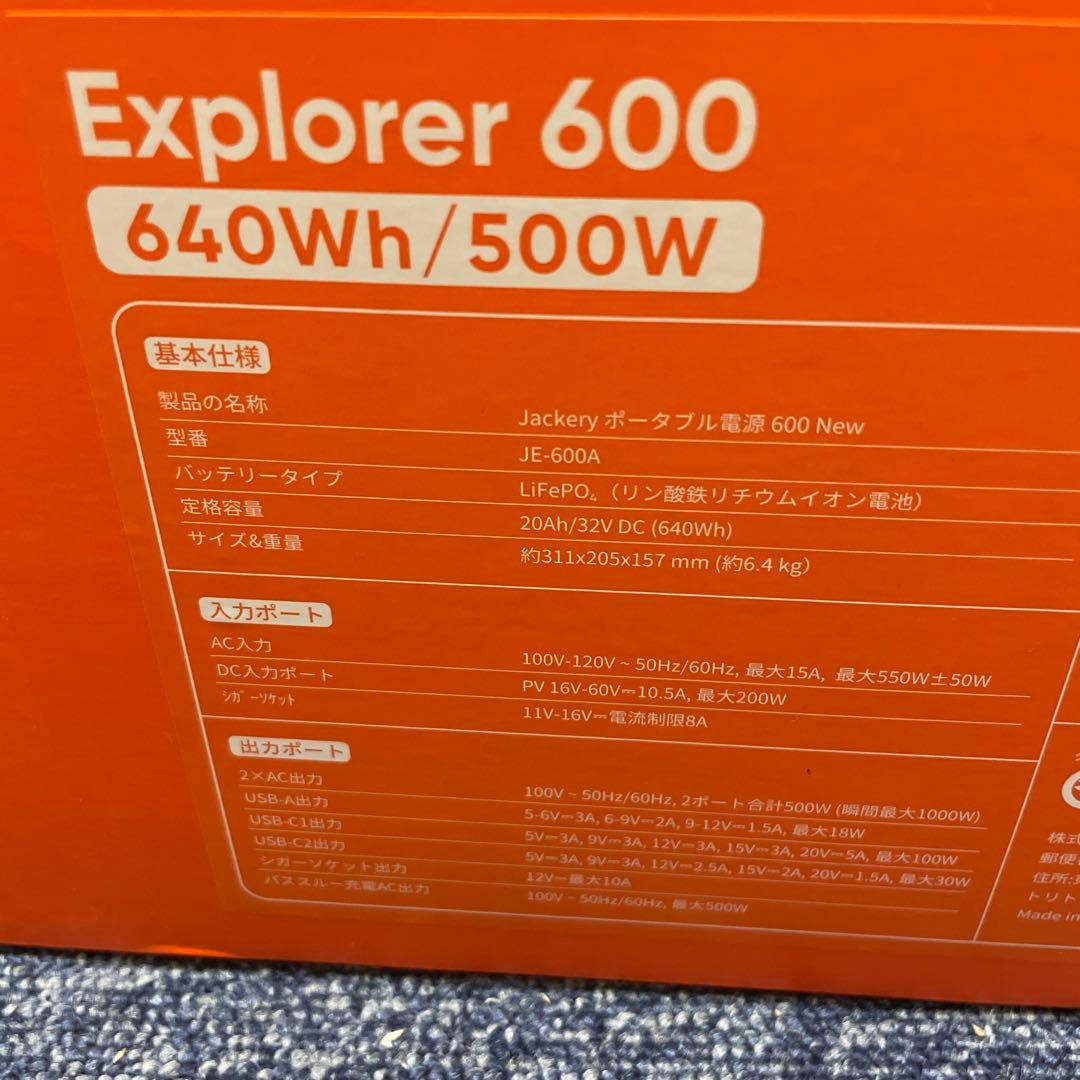 Explorer 600
640Wh/500W
基本仕様
製品の名称 Jackery ポータブル電源 600 New
型番 JE-600A
バッテリータイプ LiFePO₄（リン酸鉄リチウムイオン電池）
定格容量 20Ah/32V DC (640Wh)
サイズ&重量 約311x205x157 mm (約6.4 kg）
入力ポート
AC入力 100V-120V ~ 50Hz/60Hz, 最大15A, 最大550W±50W
DC入力ポート PV 16V-60V⎓10.5A, 最大200W
ｼｶﾞｰｿｹｯﾄ 11V-16V⎓電流制限8A
出力ポート
2×AC出力 100V ~ 50Hz/60Hz, 2ポート合計500W (瞬間最大1000W)
USB-A出力 5-6V⎓3A, 6-9V⎓2A, 9-12V⎓1.5A, 最大18W
USB-C1出力 5V⎓3A, 9V⎓3A, 12V⎓3A, 15V⎓3A, 20V⎓5A, 最大100W
USB-C2出力 5V⎓3A, 9V⎓3A, 12V⎓2.5A, 15V⎓2A, 20V⎓1.5A, 最大30W
シガーソケット出力 12V⎓最大10A
パススルー充電AC出力 100V ~ 50Hz/60Hz, 最大500W
株式
郵便
住所:
トリト
Made in